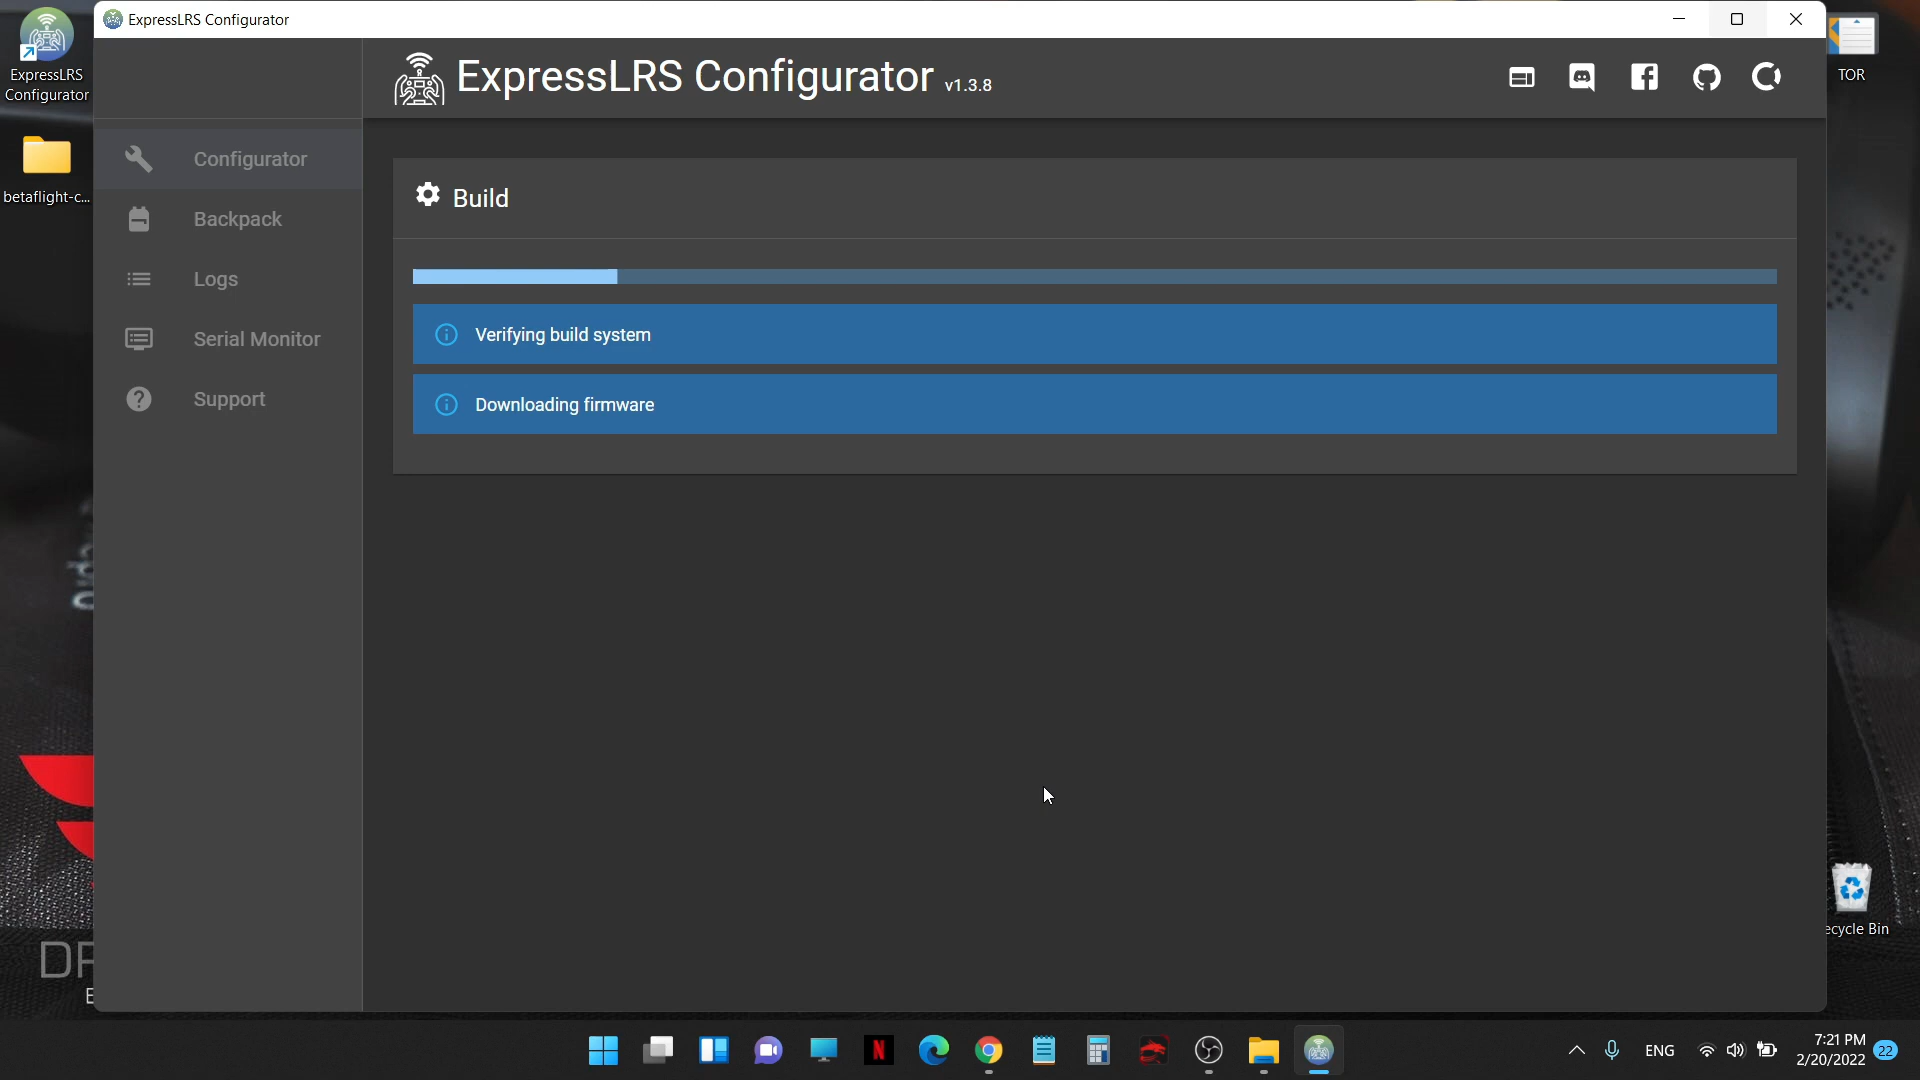 ExpressLRS Configurator
ExpressLRS
Configurator
betaflight-c...
TOR
ExpressLRS Configurator v1.3.8
Configurator
Backpack
Logs
Serial Monitor
Support
Build
Verifying build system
Downloading firmware
ecycle Bin
DF
E
N
ENG
7:21 PM
2/20/2022
22